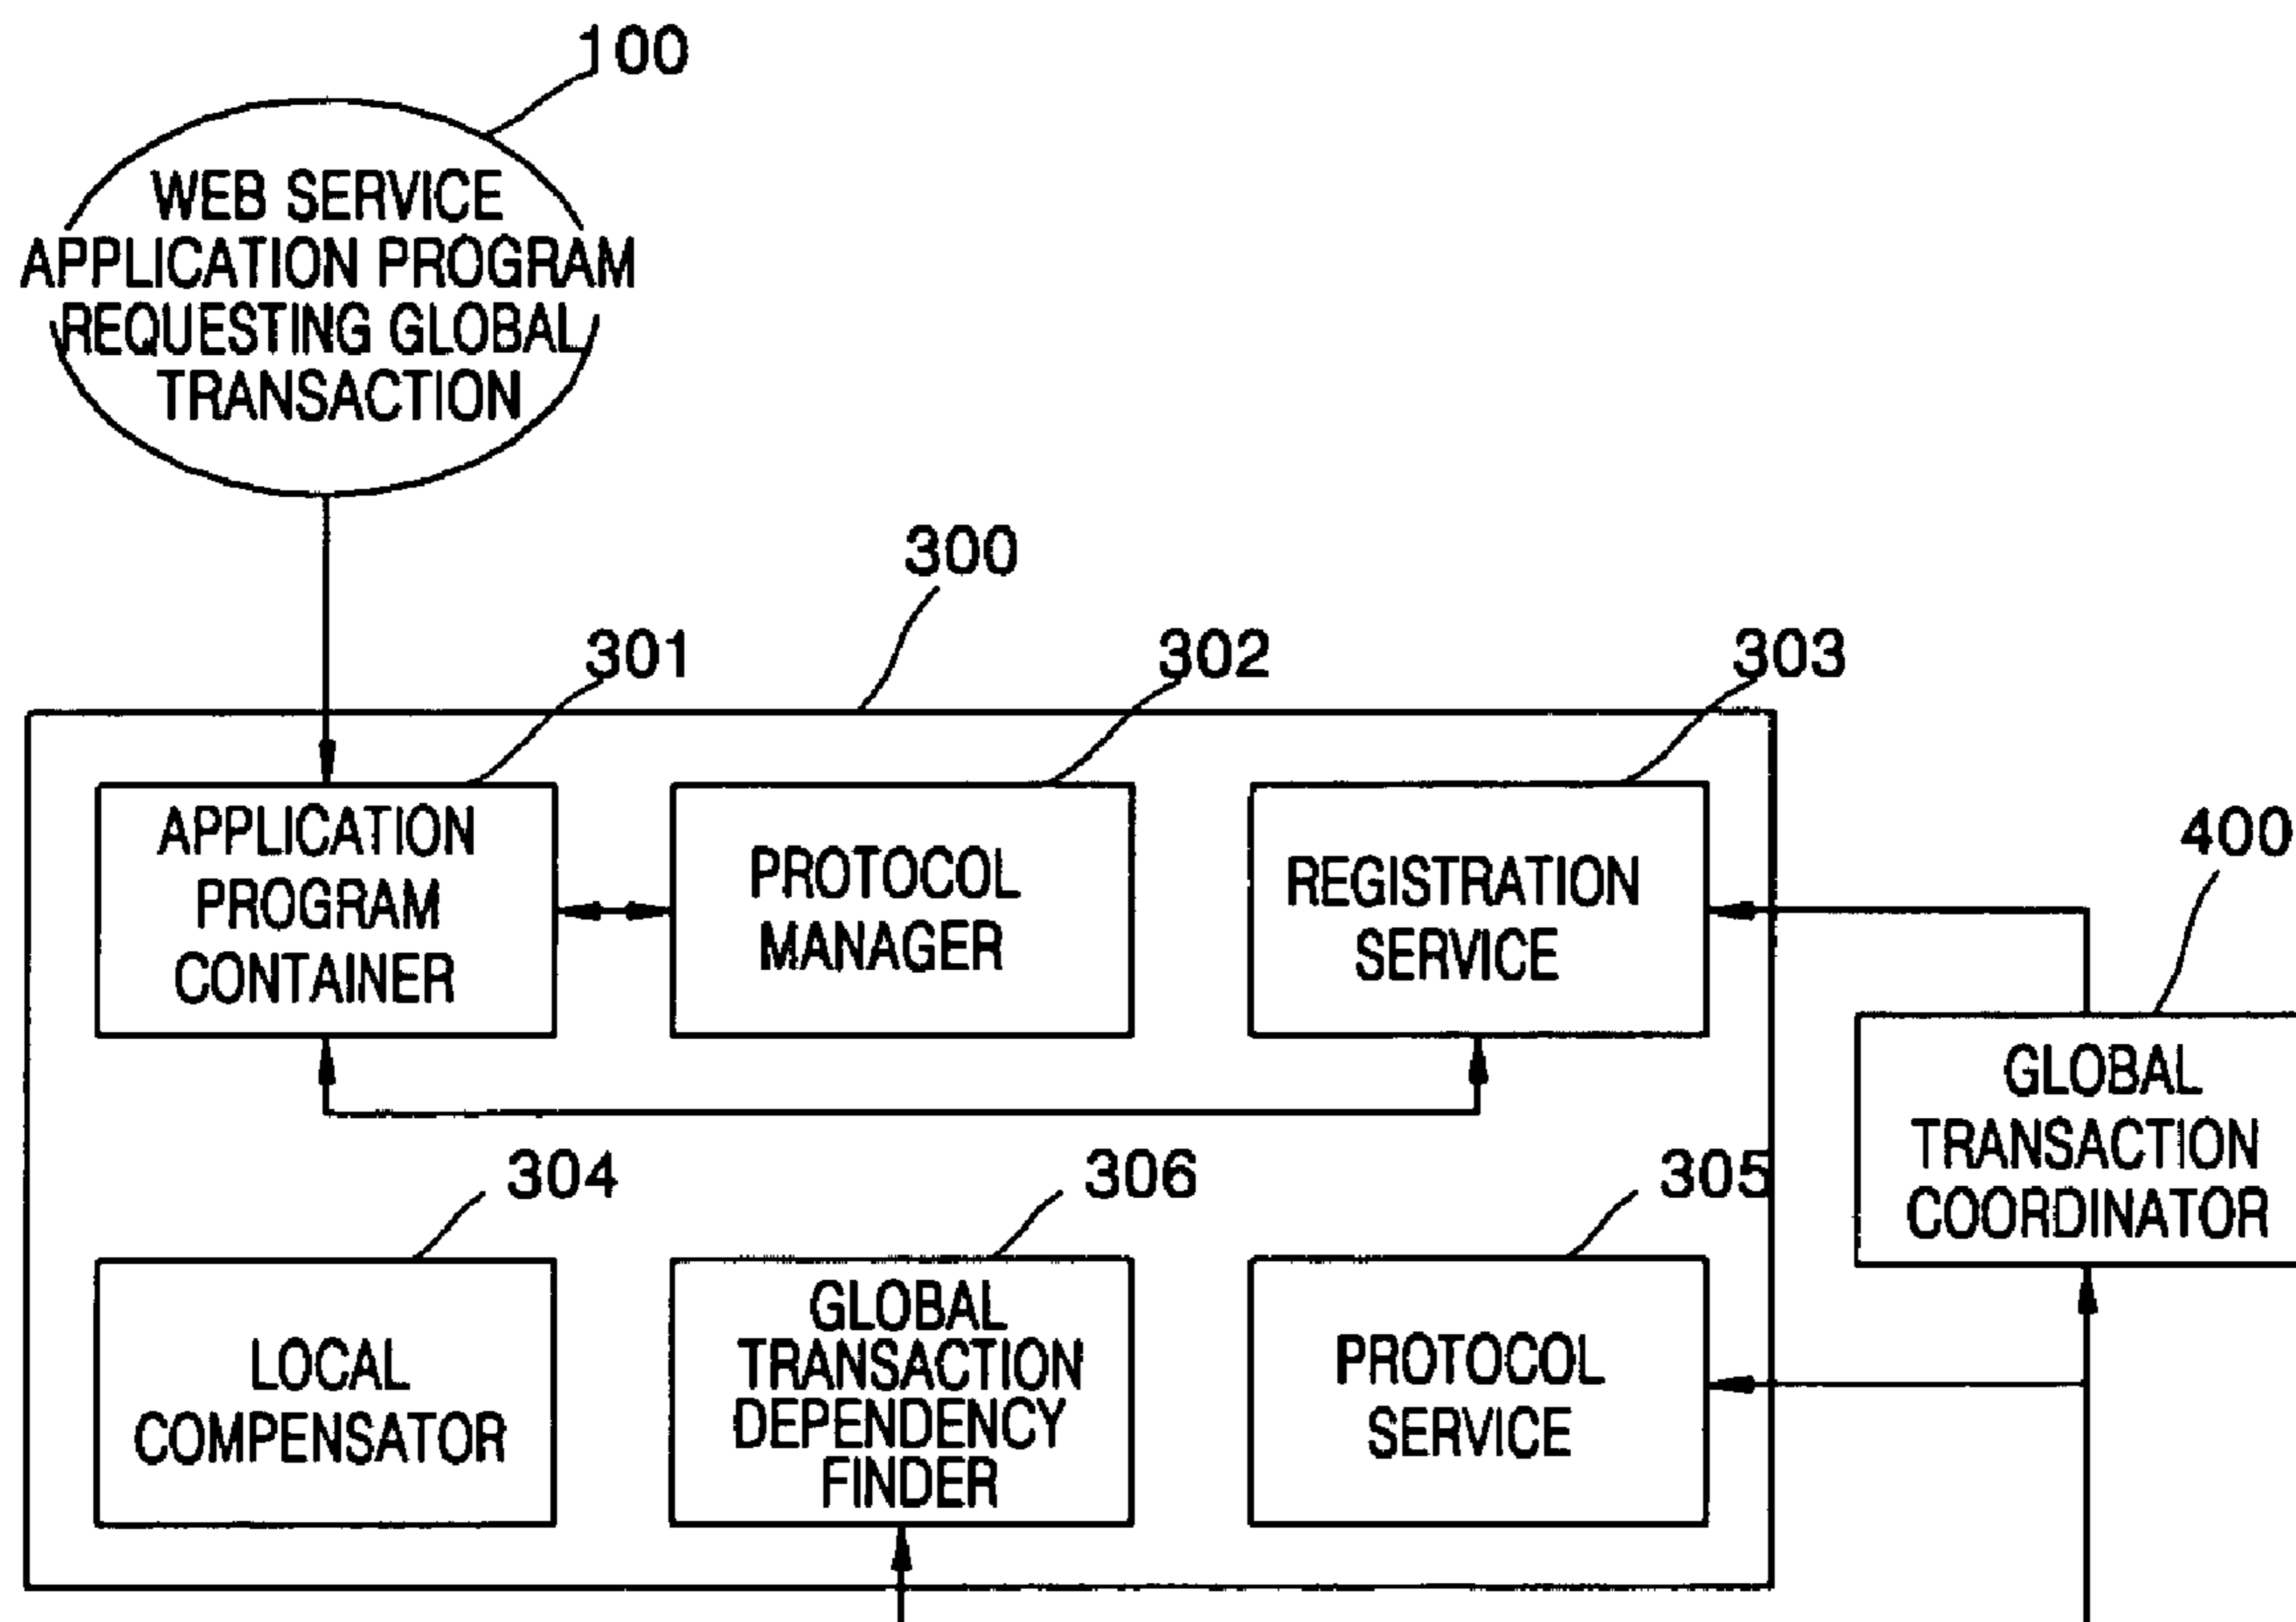 100
WEB SERVICE
APPLICATION PROGRAM
REQUESTING GLOBAL
TRANSACTION
300
301
302
303
APPLICATION
PROGRAM
CONTAINER
PROTOCOL
MANAGER
REGISTRATION
SERVICE
400
GLOBAL
TRANSACTION
COORDINATOR
304
306
305
LOCAL
COMPENSATOR
GLOBAL
TRANSACTION
DEPENDENCY
FINDER
PROTOCOL
SERVICE